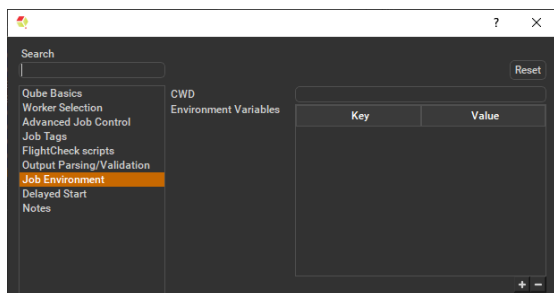 ?
Search
Reset
Qube Basics
Worker Selection
Advanced Job Control
Job Tags
FlightCheck scripts
Output Parsing/Validation
Job Environment
Delayed Start
Notes
CWD
Environment Variables
Key Value
+ −